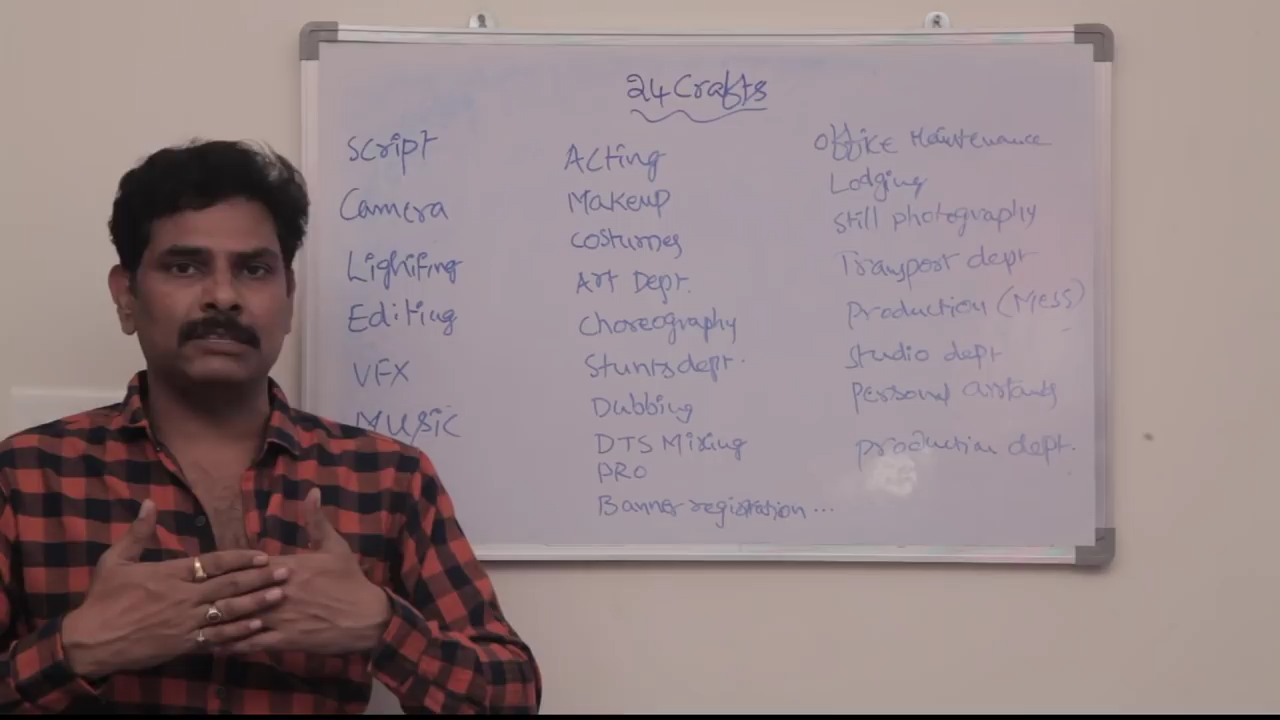 24 Crafts
Script
Camera
Lighting
Editing
VFX
Music
Acting
Makeup
costumes
Art Dept.
Choreography
Stunts dept.
Dubbing
DTS Mixing
PRO
Banner registration...
Office Maintenance
Lodging
still photography
Transport dept
Production (Mess)
studio dept
Personal
production dept.